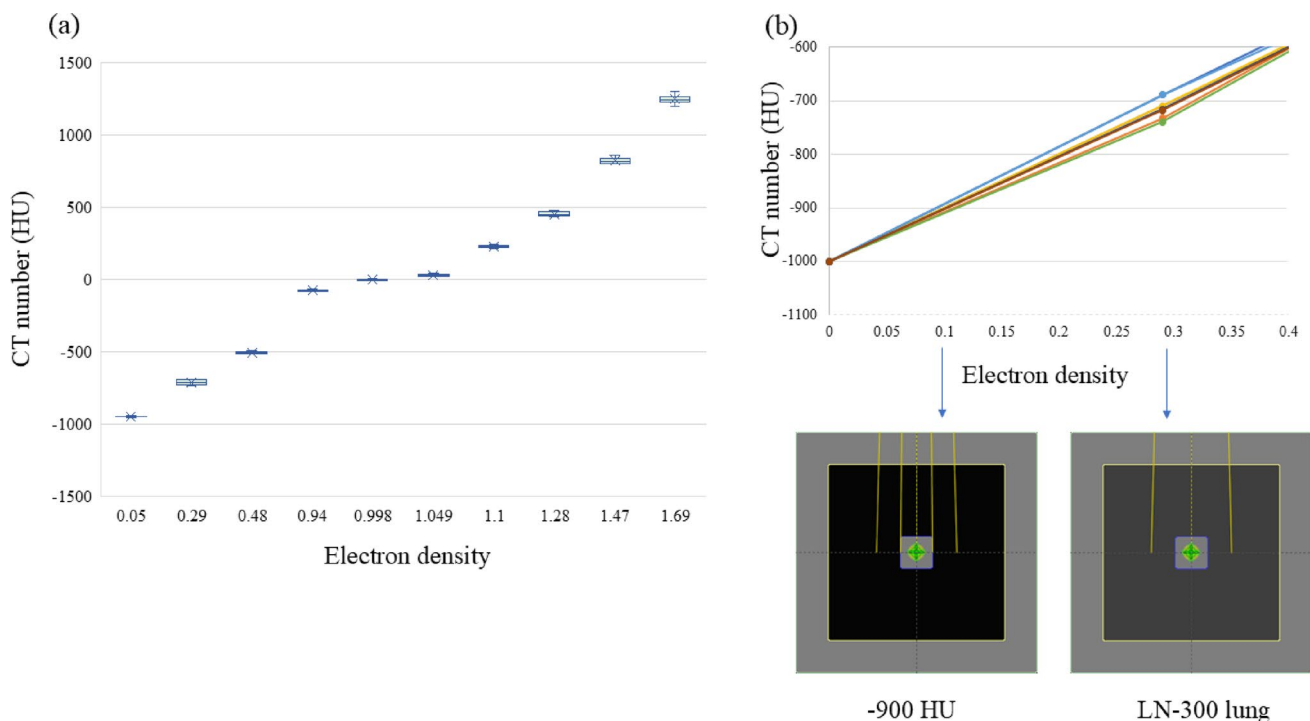 (a)
CT number (HU)
1500
1000
500
0
-500
-1000
-1500
0.05 0.29 0.48 0.94 0.998 1.049 1.1 1.28 1.47 1.69
Electron density
(b)
CT number (HU)
-600
-700
-800
-900
-1000
-1100
0 0.05 0.1 0.15 0.2 0.25 0.3 0.35 0.4
Electron density
-900 HU
LN-300 lung